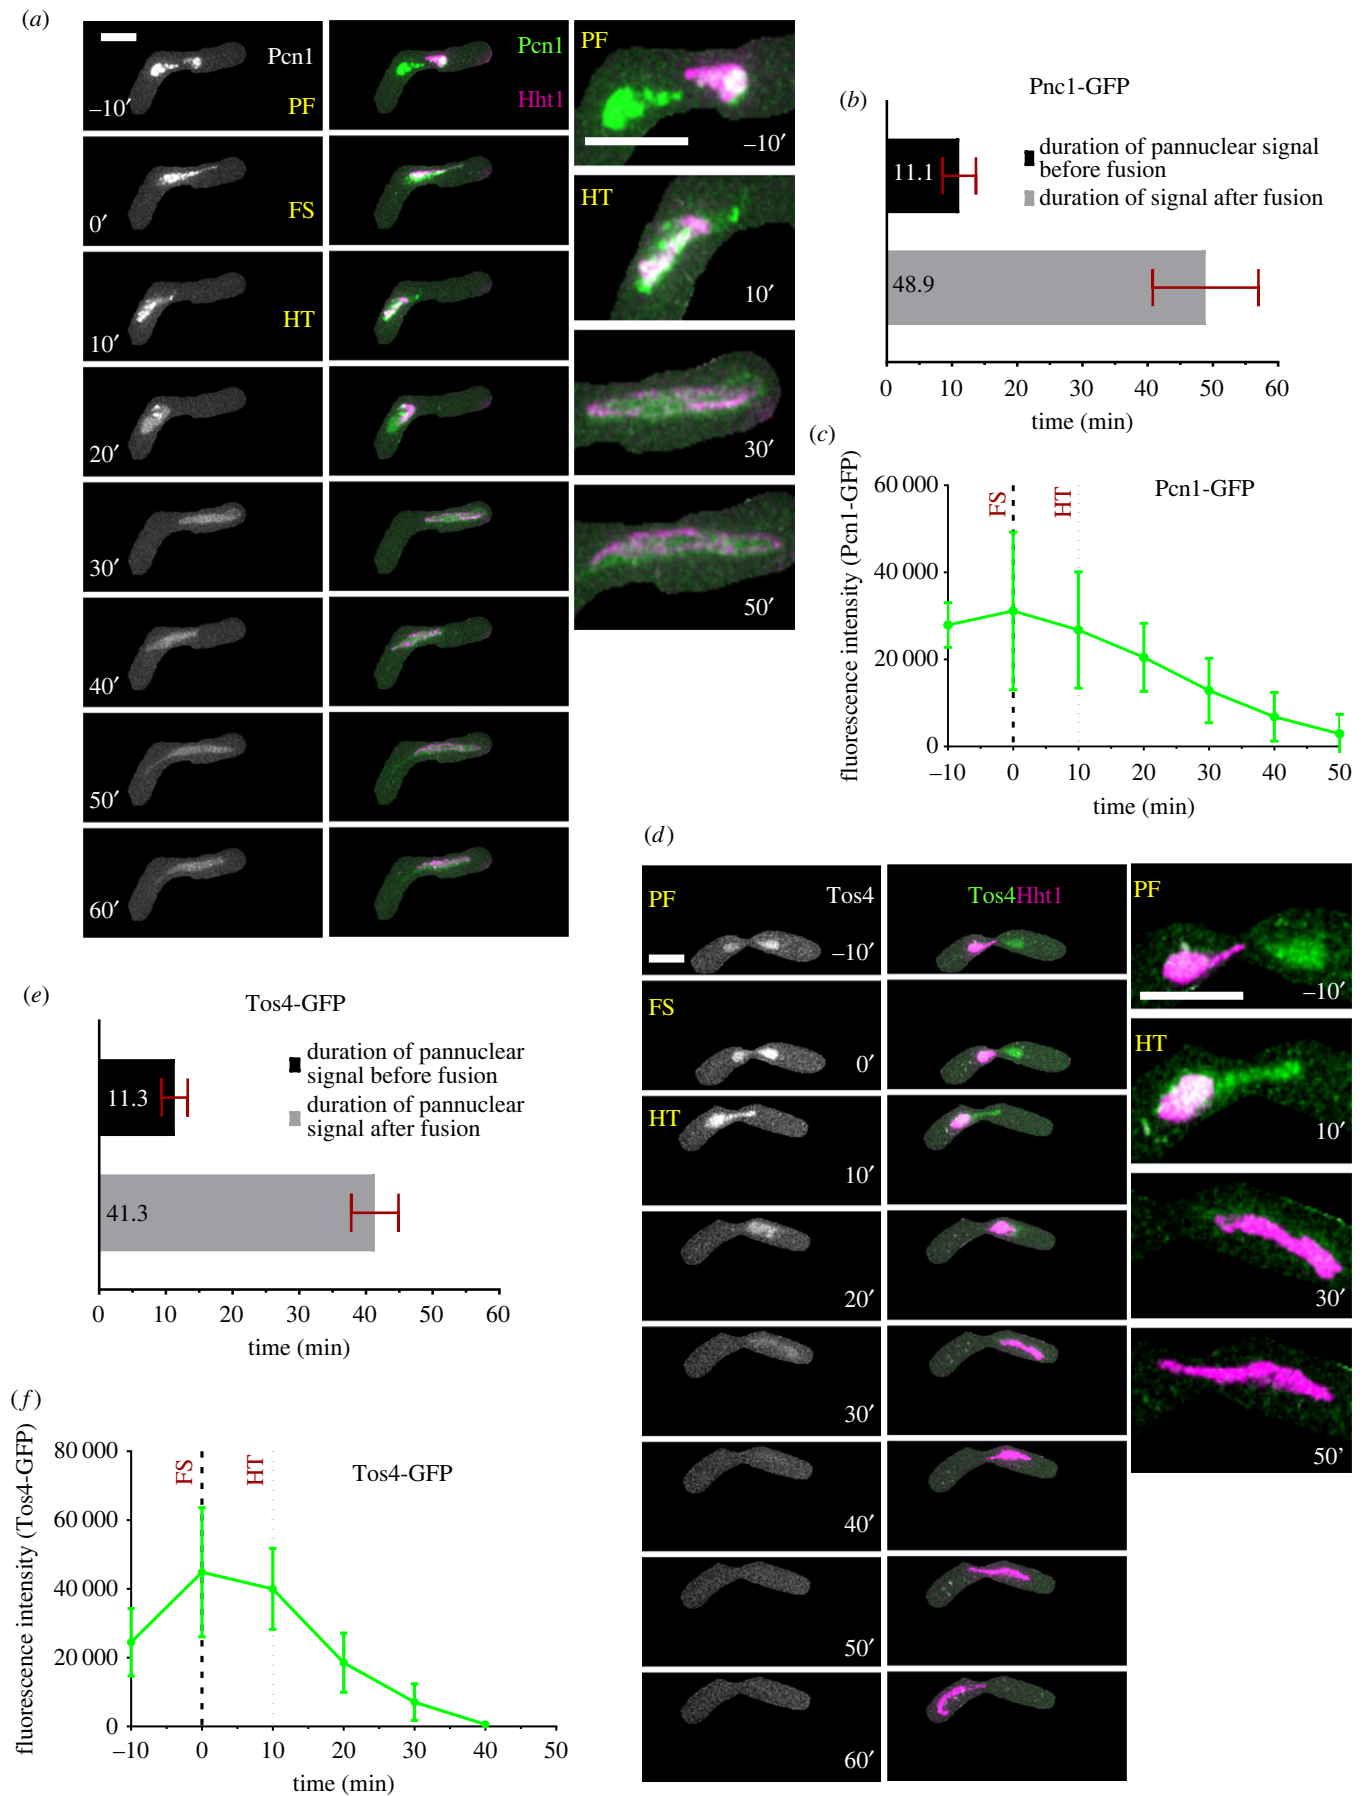 (a)
Pcn1
PF
–10′
Pcn1
Hht1
PF
–10′
0′
FS
HT
10′
10′
HT
20′
30′
30′
40′
50′
50′
60′
(b)
Pnc1-GFP
11.1
duration of pannuclear signal
before fusion
duration of signal after fusion
48.9
0 10 20 30 40 50 60
time (min)
(c)
Pcn1-GFP
FS
HT
fluorescence intensity (Pcn1-GFP)
60 000
40 000
20 000
0
–10 0 10 20 30 40 50
time (min)
(d)
PF
Tos4
–10′
Tos4Hht1
PF
–10′
FS
0′
HT
10′
HT
10′
20′
30′
30′
40′
50′
50’
60′
(e)
Tos4-GFP
11.3
duration of pannuclear
signal before fusion
duration of pannuclear
signal after fusion
41.3
0 10 20 30 40 50 60
time (min)
(f)
Tos4-GFP
FS
HT
fluorescence intensity (Tos4-GFP)
80 000
60 000
40 000
20 000
0
–10 0 10 20 30 40 50
time (min)